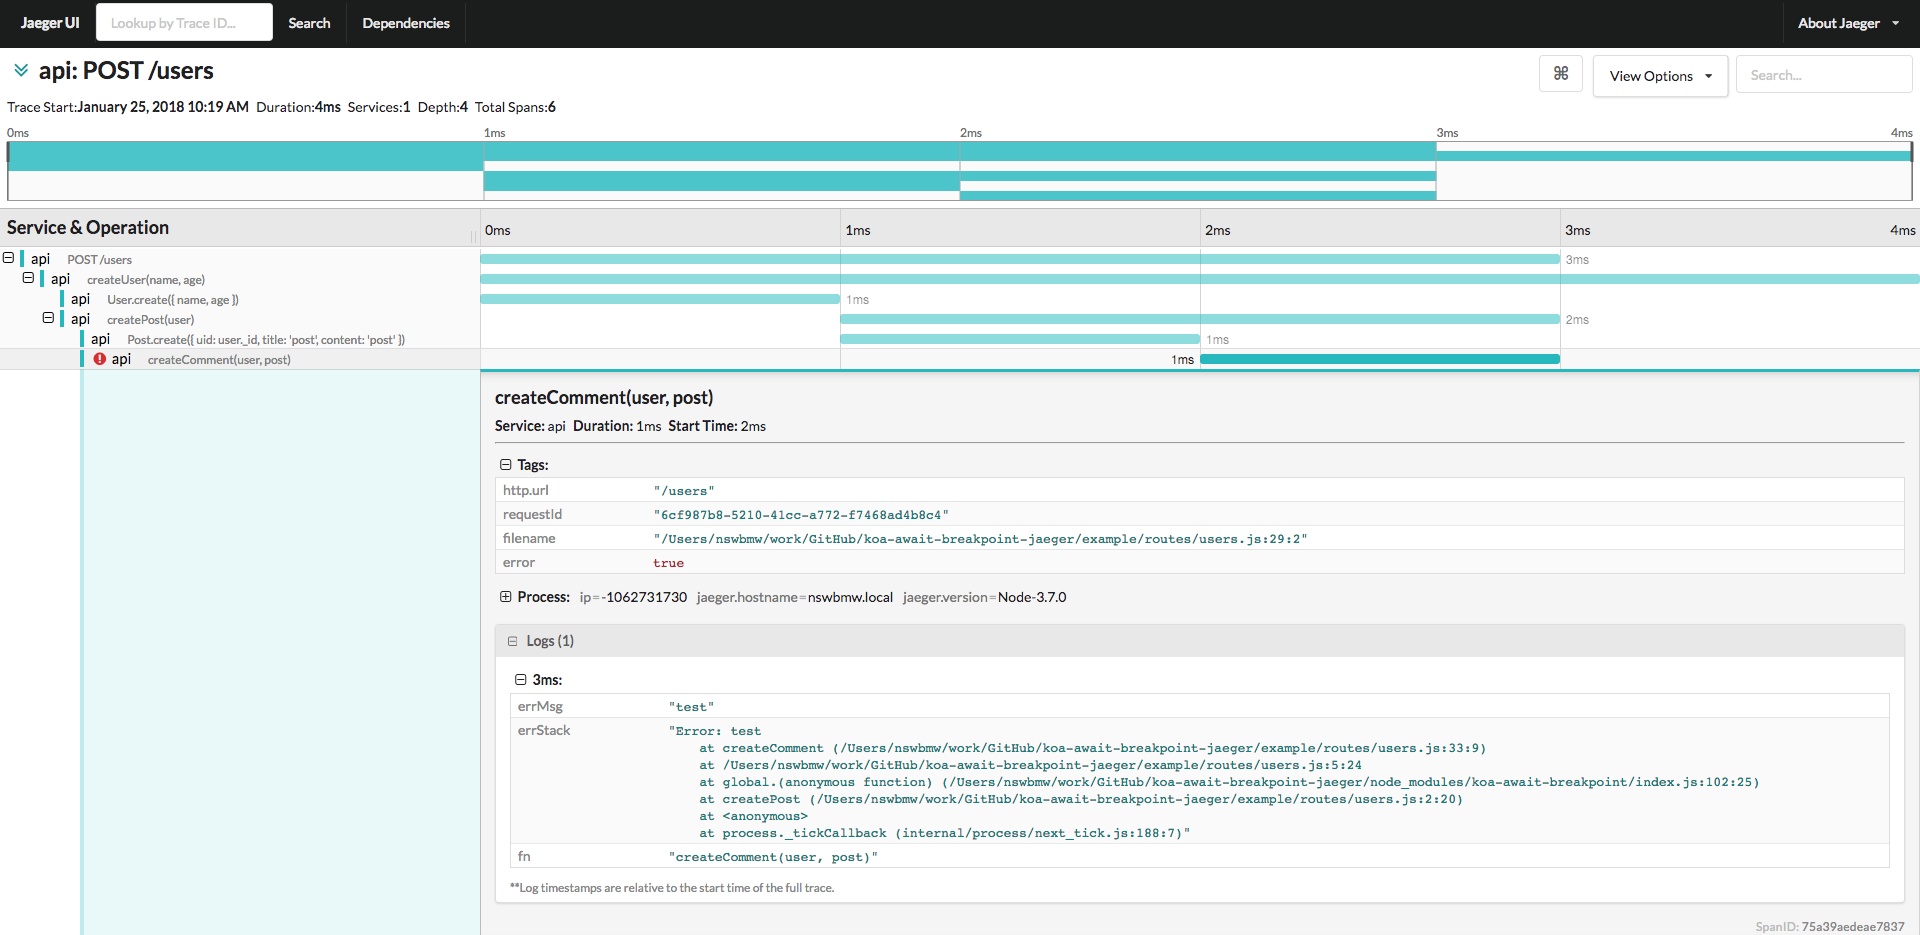 Jaeger UI Lookup by Trace ID... Search Dependencies About Jaeger
api: POST /users ⌘ View Options Search...
Trace Start:January 25, 2018 10:19 AM Duration:4ms Services:1 Depth:4 Total Spans:6
0ms 1ms 2ms 3ms 4ms
Service & Operation 0ms 1ms 2ms 3ms 4ms
api POST /users 3ms
api createUser(name, age)
api User.create({ name, age }) 1ms
api createPost(user) 2ms
api Post.create({ uid: user._id, title: 'post', content: 'post' }) 1ms
api createComment(user, post) 1ms
createComment(user, post)
Service: api Duration: 1ms Start Time: 2ms
Tags:
http.url "/users"
requestId "6cf987b8-5210-41cc-a772-f7468ad4b8c4"
filename "/Users/nswbmw/work/GitHub/koa-await-breakpoint-jaeger/example/routes/users.js:29:2"
error true
Process: ip=-1062731730 jaeger.hostname=nswbmw.local jaeger.version=Node-3.7.0
Logs (1)
3ms:
errMsg "test"
errStack "Error: test
at createComment (/Users/nswbmw/work/GitHub/koa-await-breakpoint-jaeger/example/routes/users.js:33:9)
at /Users/nswbmw/work/GitHub/koa-await-breakpoint-jaeger/example/routes/users.js:5:24
at global.(anonymous function) (/Users/nswbmw/work/GitHub/koa-await-breakpoint-jaeger/node_modules/koa-await-breakpoint/index.js:102:25)
at createPost (/Users/nswbmw/work/GitHub/koa-await-breakpoint-jaeger/example/routes/users.js:2:20)
at <anonymous>
at process._tickCallback (internal/process/next_tick.js:188:7)"
fn "createComment(user, post)"
**Log timestamps are relative to the start time of the full trace.
SpanID: 75a39aedeae7837